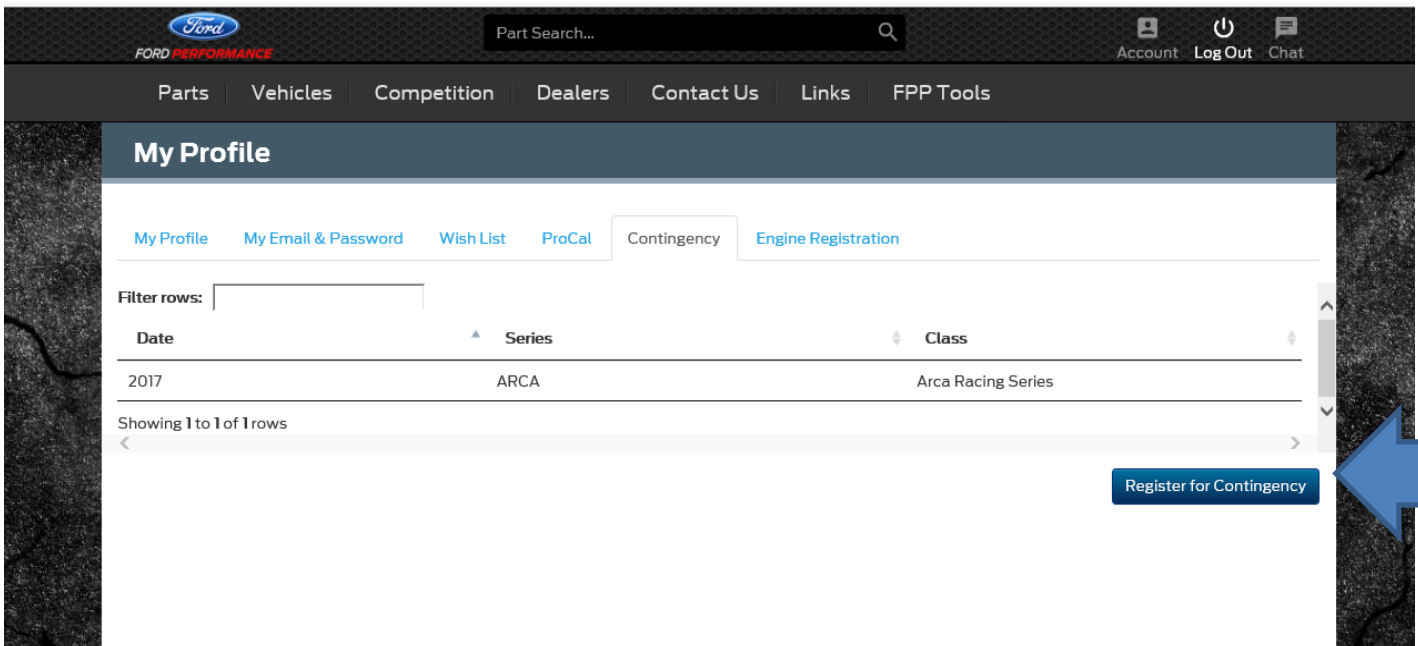 Ford
FORD PERFORMANCE
Part Search...
Account Log Out Chat
Parts Vehicles Competition Dealers Contact Us Links FPP Tools
My Profile
My Profile My Email & Password Wish List ProCal Contingency Engine Registration
Filter rows:
Date Series Class
2017 ARCA Arca Racing Series
Showing 1 to 1 of 1 rows
Register for Contingency